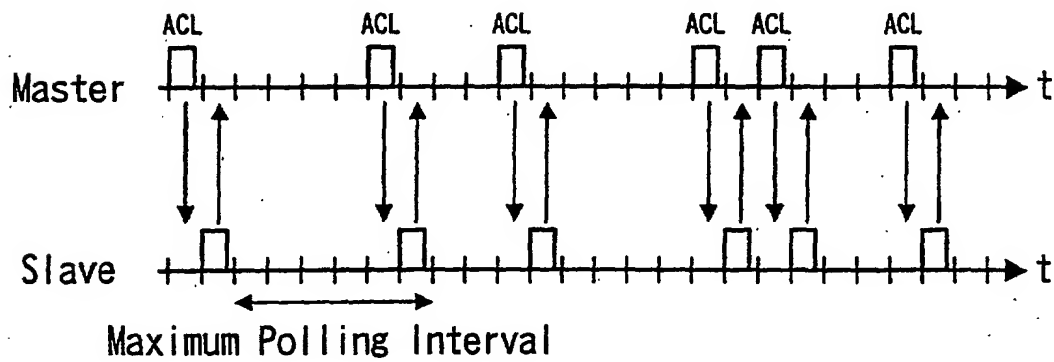 ACL ACL ACL ACL ACL ACL
Master t
Slave t
Maximum Polling Interval